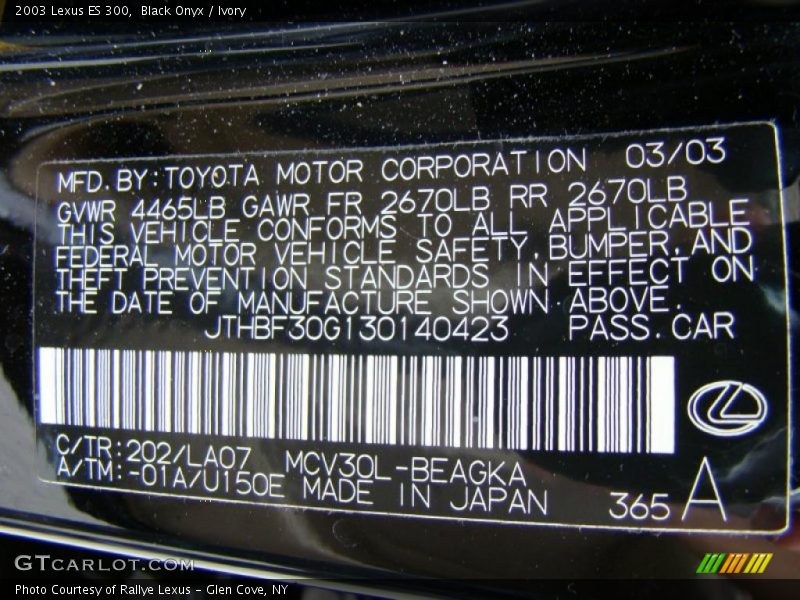 2003 Lexus ES 300, Black Onyx / Ivory
MFD. BY: TOYOTA MOTOR CORPORATION 03/03
GVWR 4465LB GAWR FR 2670LB RR 2670LB
THIS VEHICLE CONFORMS TO ALL APPLICABLE
FEDERAL MOTOR VEHICLE SAFETY, BUMPER, AND
THEFT PREVENTION STANDARDS IN EFFECT ON
THE DATE OF MANUFACTURE SHOWN ABOVE.
JTHBF30G130140423 PASS. CAR
C/TR: 202/LA07 MCV30L-BEAGKA
A/TM: -01A/U150E MADE IN JAPAN 365 A
GTCARLOT.COM
Photo Courtesy of Rallye Lexus - Glen Cove, NY